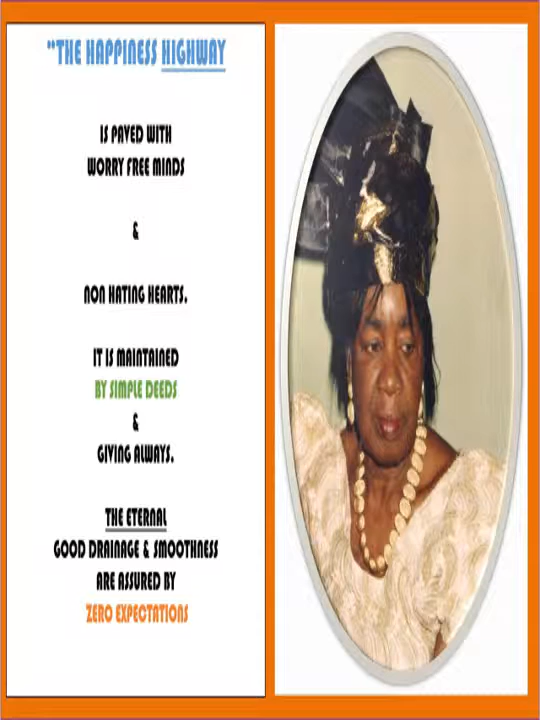 "THE HAPPINESS HIGHWAY
IS PAVED WITH
WORRY FREE MINDS
&
NON HATING HEARTS.
IT IS MAINTAINED
BY SIMPLE DEEDS
&
GIVING ALWAYS.
THE ETERNAL
GOOD DRAINAGE & SMOOTHNESS
ARE ASSURED BY
ZERO EXPECTATIONS